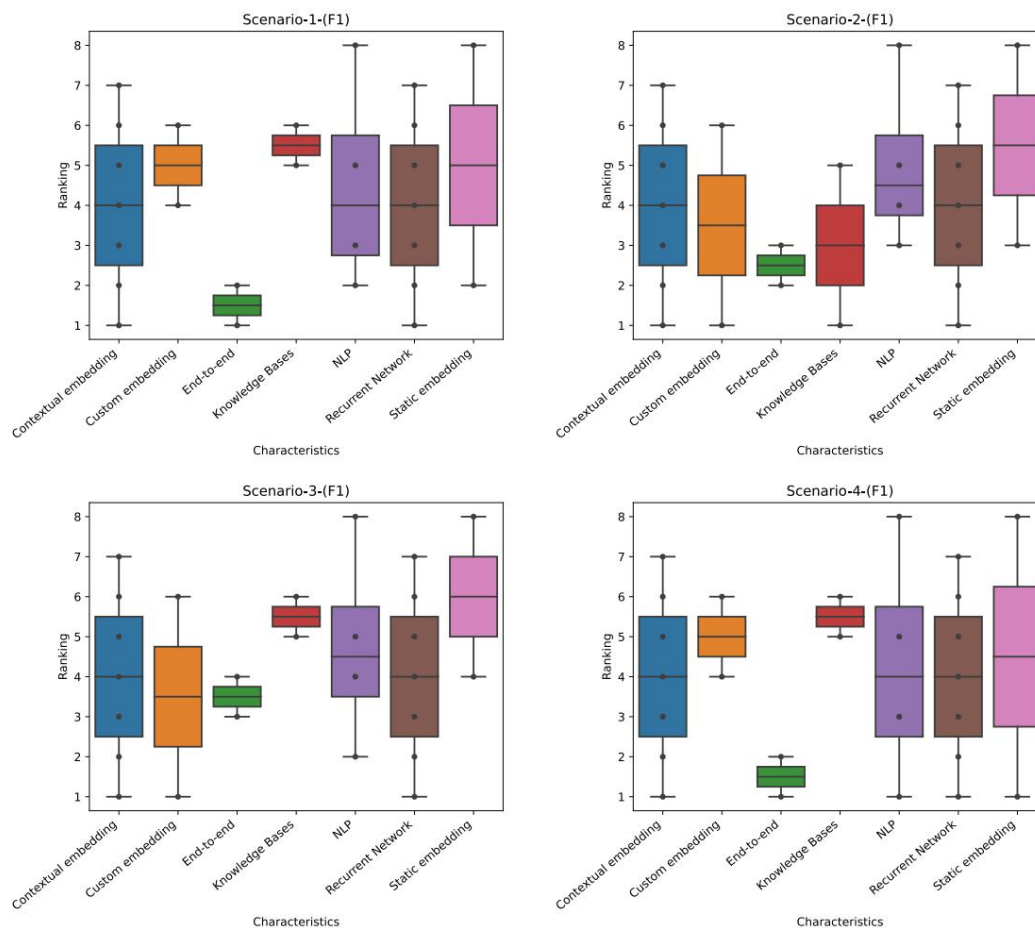 Scenario-1-(F1)
8
7
6
5
4
3
2
1
Ranking
Contextual embedding
Custom embedding
End-to-end
Knowledge Bases
NLP
Recurrent Network
Static embedding
Characteristics
Scenario-2-(F1)
8
7
6
5
4
3
2
1
Ranking
Contextual embedding
Custom embedding
End-to-end
Knowledge Bases
NLP
Recurrent Network
Static embedding
Characteristics
Scenario-3-(F1)
8
7
6
5
4
3
2
1
Ranking
Contextual embedding
Custom embedding
End-to-end
Knowledge Bases
NLP
Recurrent Network
Static embedding
Characteristics
Scenario-4-(F1)
8
7
6
5
4
3
2
1
Ranking
Contextual embedding
Custom embedding
End-to-end
Knowledge Bases
NLP
Recurrent Network
Static embedding
Characteristics